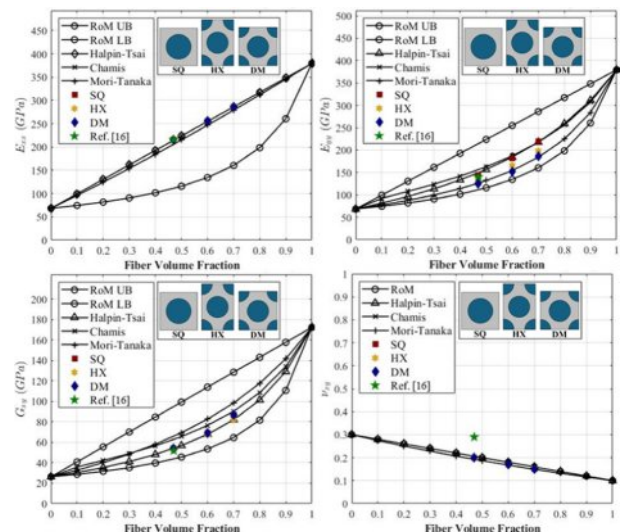 RoM UB
RoM LB
Halpin-Tsai
Chamis
Mori-Tanaka
SQ
HX
DM
Ref. [16]
SQ HX DM
450
400
350
300
250
200
150
100
50
0
0 0.1 0.2 0.3 0.4 0.5 0.6 0.7 0.8 0.9 1
Fiber Volume Fraction
(GPa)
RoM UB
RoM LB
Halpin-Tsai
Chamis
Mori-Tanaka
SQ
HX
DM
Ref. [16]
SQ HX DM
450
400
350
300
250
200
150
100
50
0
0 0.1 0.2 0.3 0.4 0.5 0.6 0.7 0.8 0.9 1
Fiber Volume Fraction
E_yy (GPa)
RoM UB
RoM LB
Halpin-Tsai
Chamis
Mori-Tanaka
SQ
HX
DM
Ref. [16]
SQ HX DM
220
200
180
160
140
120
100
80
60
40
20
0
0 0.1 0.2 0.3 0.4 0.5 0.6 0.7 0.8 0.9 1
Fiber Volume Fraction
G_xy (GPa)
RoM
Halpin-Tsai
Chamis
Mori-Tanaka
SQ
HX
DM
Ref. [16]
SQ HX DM
1
0.9
0.8
0.7
0.6
0.5
0.4
0.3
0.2
0.1
0
0 0.1 0.2 0.3 0.4 0.5 0.6 0.7 0.8 0.9 1
Fiber Volume Fraction
ν_xy